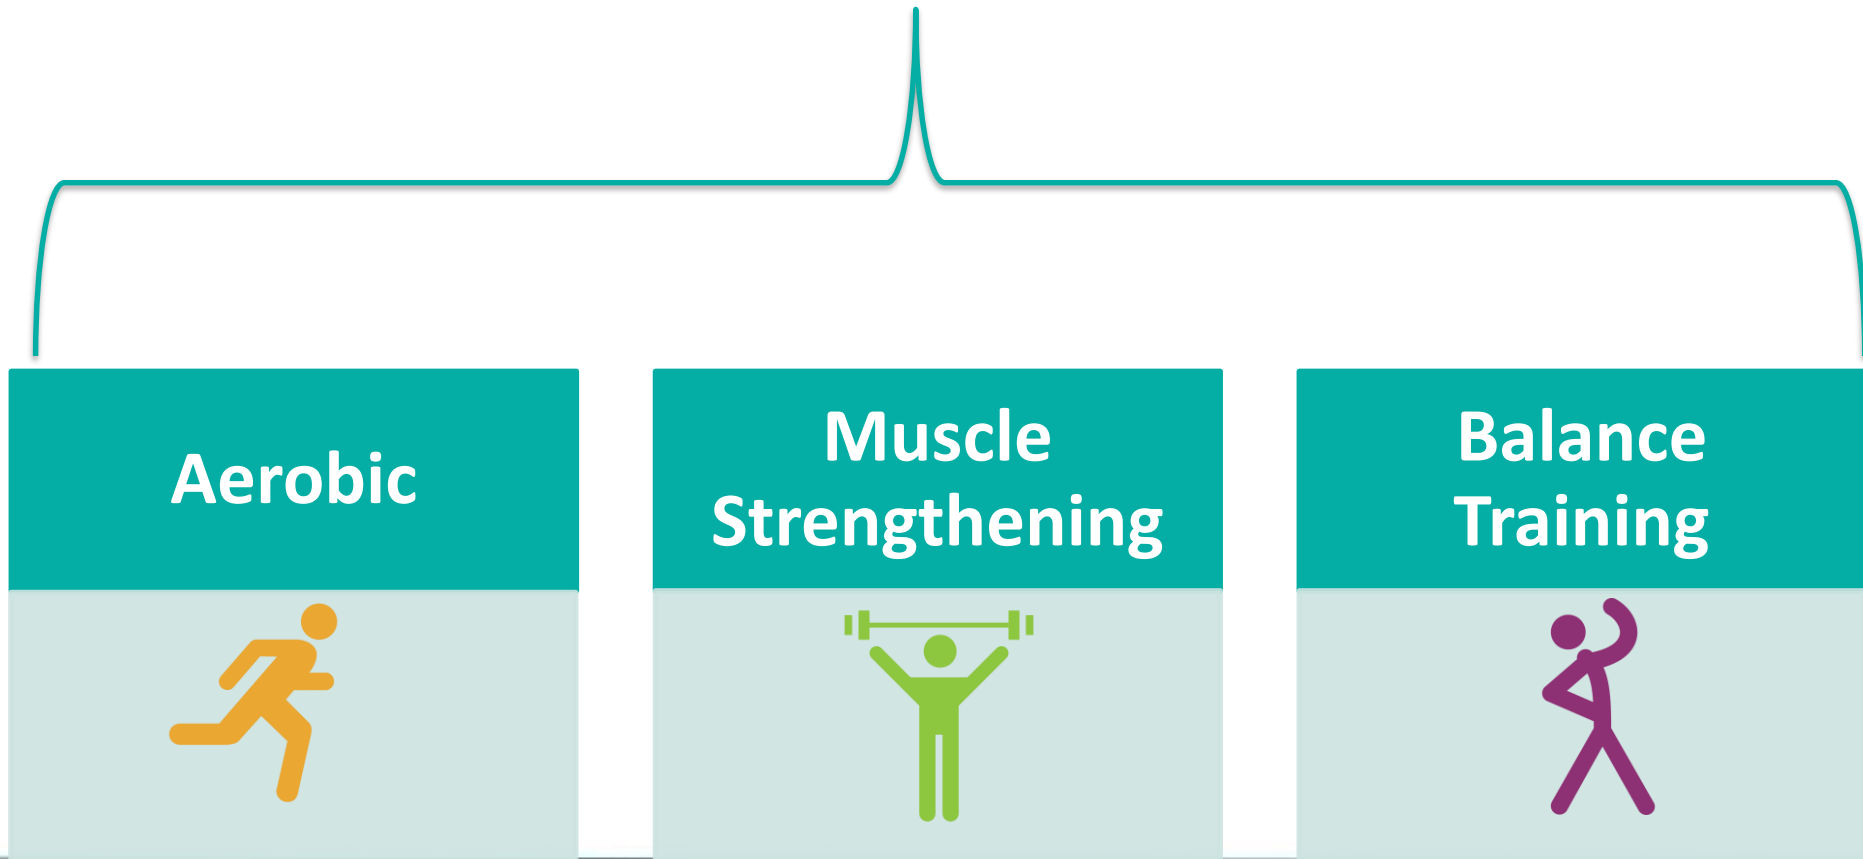 Aerobic
Muscle
Strengthening
Balance
Training